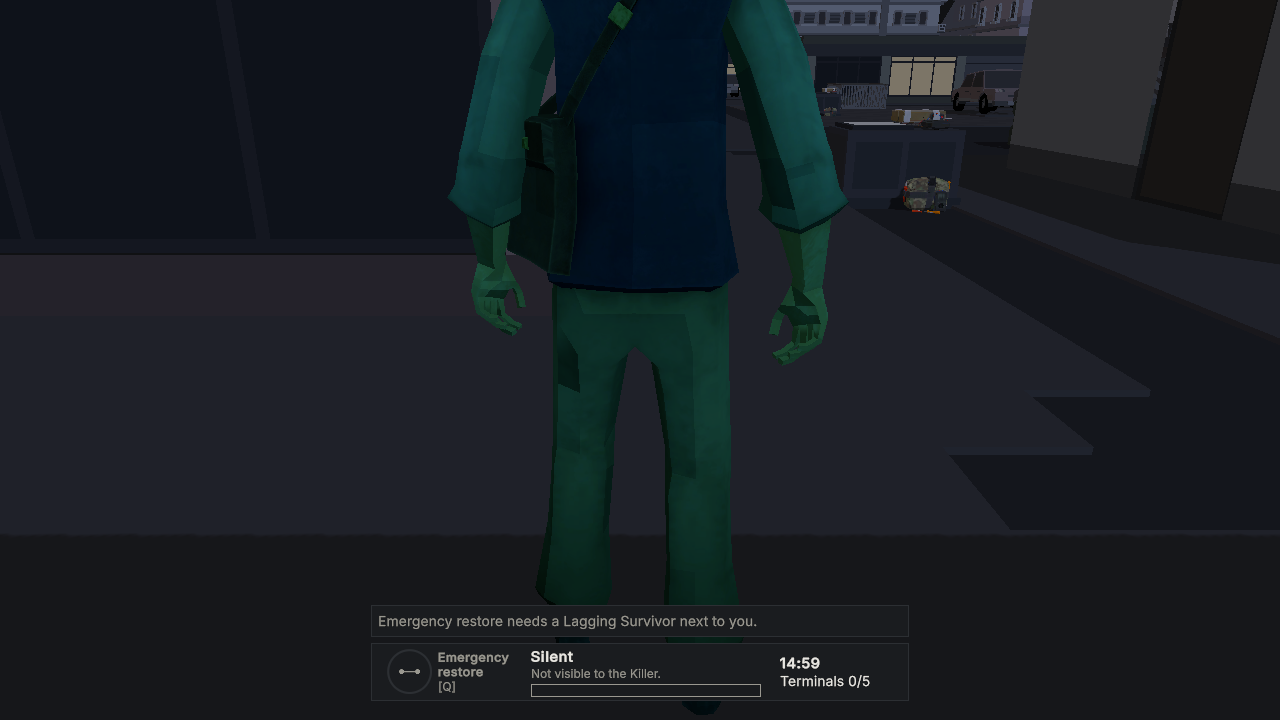 Emergency restore needs a Lagging Survivor next to you.
Emergency
restore
[Q]
Silent
Not visible to the Killer.
14:59
Terminals 0/5